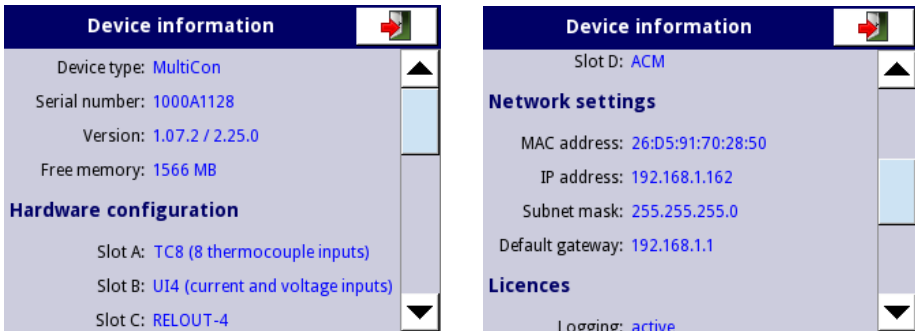 Device information
Device type: MultiCon
Serial number: 1000A1128
Version: 1.07.2 / 2.25.0
Free memory: 1566 MB
Hardware configuration
Slot A: TC8 (8 thermocouple inputs)
Slot B: UI4 (current and voltage inputs)
Slot C: RELOUT-4
Device information
Slot D: ACM
Network settings
MAC address: 26:D5:91:70:28:50
IP address: 192.168.1.162
Subnet mask: 255.255.255.0
Default gateway: 192.168.1.1
Licences
Logging: active